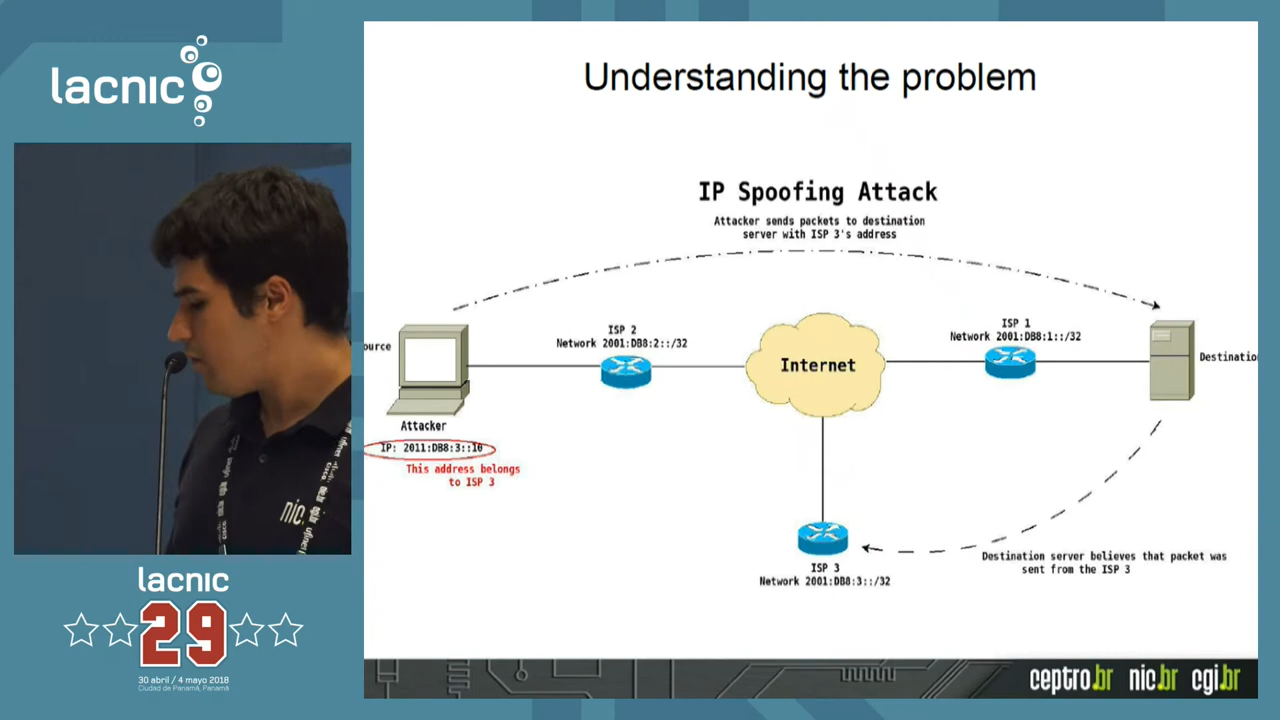 lacnic
Understanding the problem
IP Spoofing Attack
Attacker sends packets to destination
server with ISP 3's address
ISP 2
Network 2001:DB8:2::/32
ISP 1
Network 2001:DB8:1::/32
ource
Internet
Destinatio
Attacker
IP: 2011:DB8:3::10
This address belongs
to ISP 3
nic
cisco
ISP 3
Network 2001:DB8:3::/32
Destination server believes that packet was
sent from the ISP 3
lacnic
29
30 abril / 4 mayo 2018
Ciudad de Panamá, Panamá
ceptro.br nic.br cgi.br